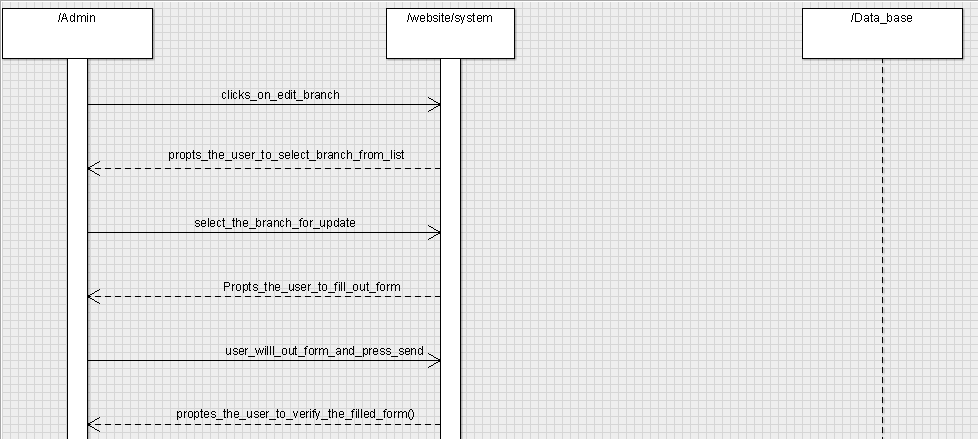 /Admin
/website/system
/Data_base
clicks_on_edit_branch
propts_the_user_to_select_branch_from_list
select_the_branch_for_update
Propts_the_user_to_fill_out_form
user_willl_out_form_and_press_send
proptes_the_user_to_verify_the_filled_form()